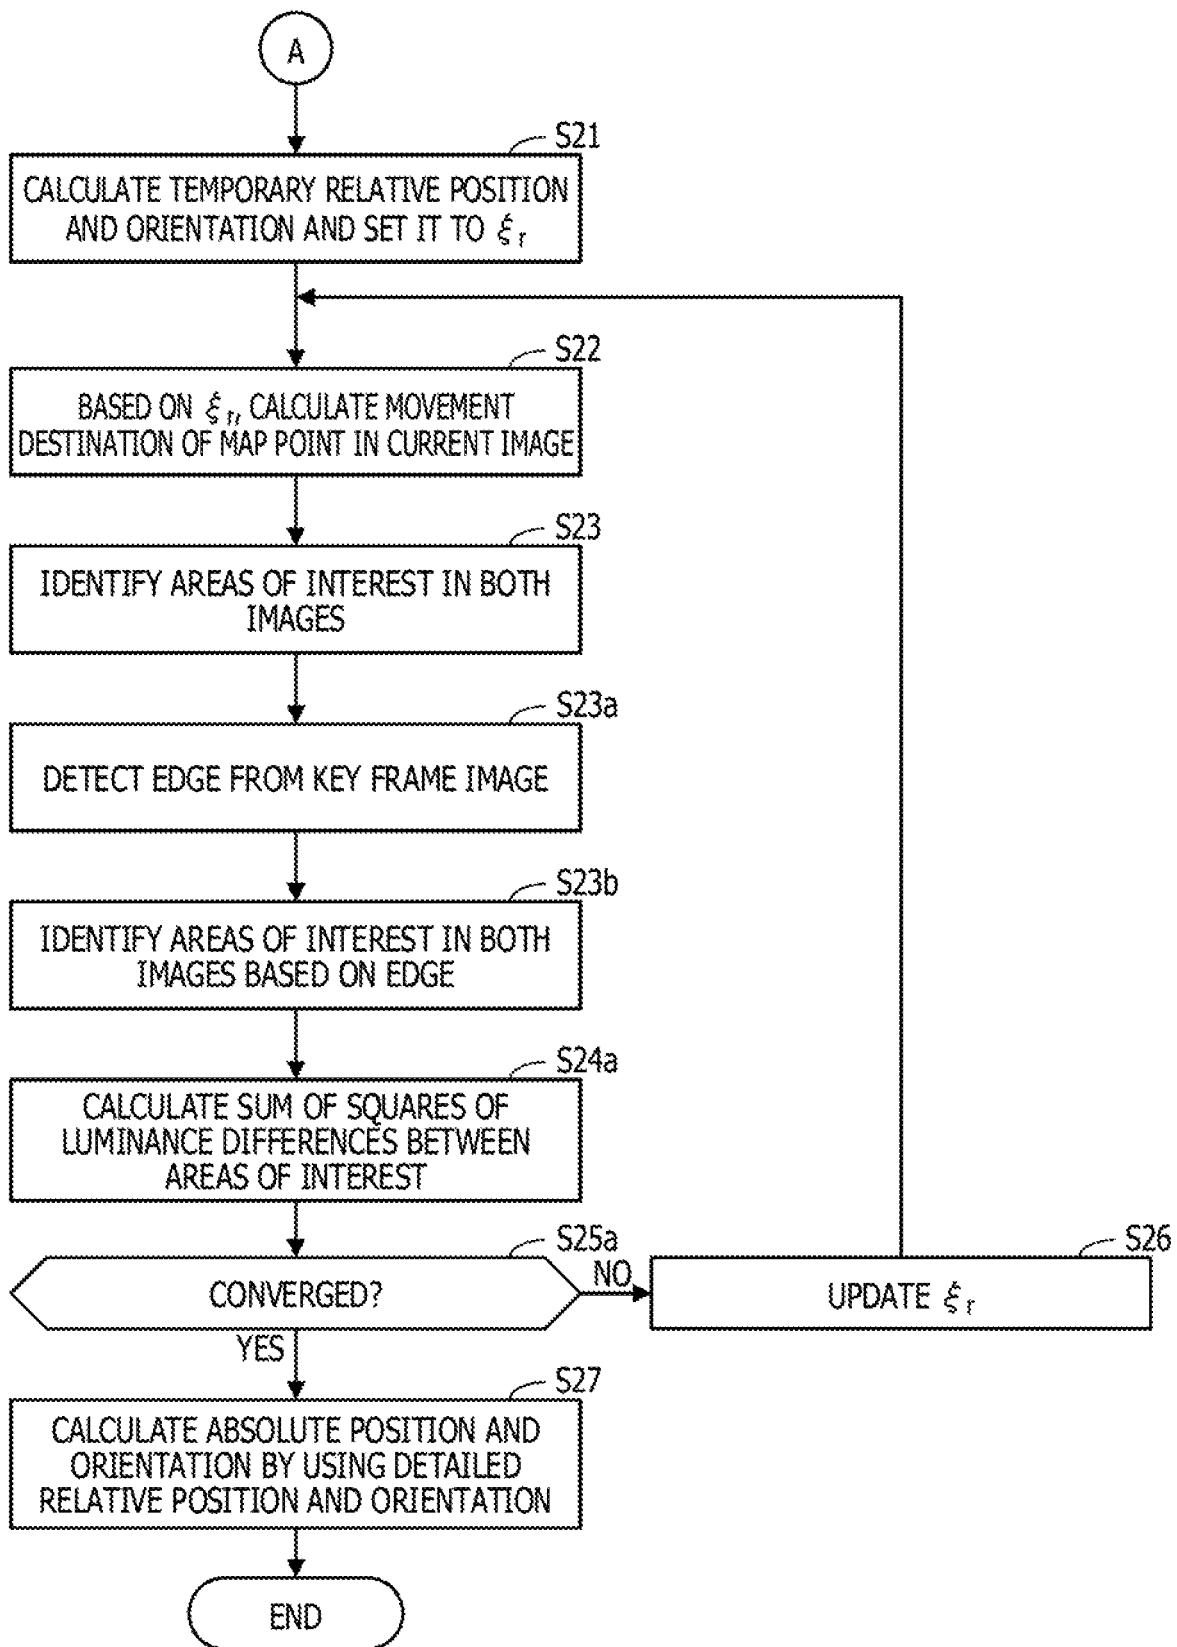 A
S21
CALCULATE TEMPORARY RELATIVE POSITION
AND ORIENTATION AND SET IT TO ξr
S22
BASED ON ξr, CALCULATE MOVEMENT
DESTINATION OF MAP POINT IN CURRENT IMAGE
S23
IDENTIFY AREAS OF INTEREST IN BOTH
IMAGES
S23a
DETECT EDGE FROM KEY FRAME IMAGE
S23b
IDENTIFY AREAS OF INTEREST IN BOTH
IMAGES BASED ON EDGE
S24a
CALCULATE SUM OF SQUARES OF
LUMINANCE DIFFERENCES BETWEEN
AREAS OF INTEREST
S25a
CONVERGED?
NO
S26
UPDATE ξr
YES
S27
CALCULATE ABSOLUTE POSITION AND
ORIENTATION BY USING DETAILED
RELATIVE POSITION AND ORIENTATION
END